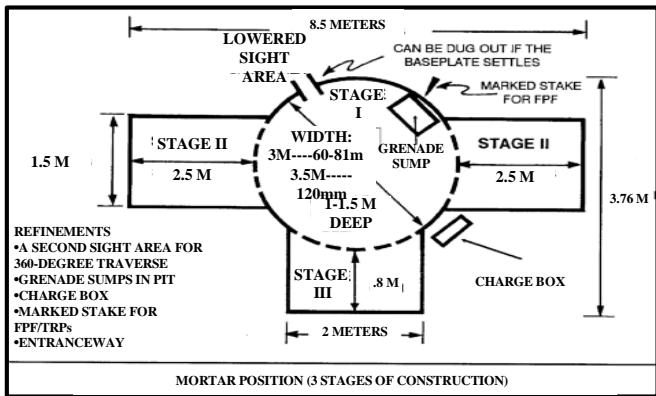 8.5 METERS
LOWERED
SIGHT
AREA
CAN BE DUG OUT IF THE
BASEPLATE SETTLES
MARKED STAKE
FOR FPF
STAGE
I
GRENADE
SUMP
STAGE II
2.5 M
1.5 M
WIDTH:
3M----60-81m
3.5M-----
120mm
1-1.5 M
DEEP
STAGE II
2.5 M
3.76 M
REFINEMENTS
•A SECOND SIGHT AREA FOR
360-DEGREE TRAVERSE
•GRENADE SUMPS IN PIT
•CHARGE BOX
•MARKED STAKE FOR
FPF/TRPs
•ENTRANCEWAY
STAGE
III
.8 M
CHARGE BOX
2 METERS
MORTAR POSITION (3 STAGES OF CONSTRUCTION)